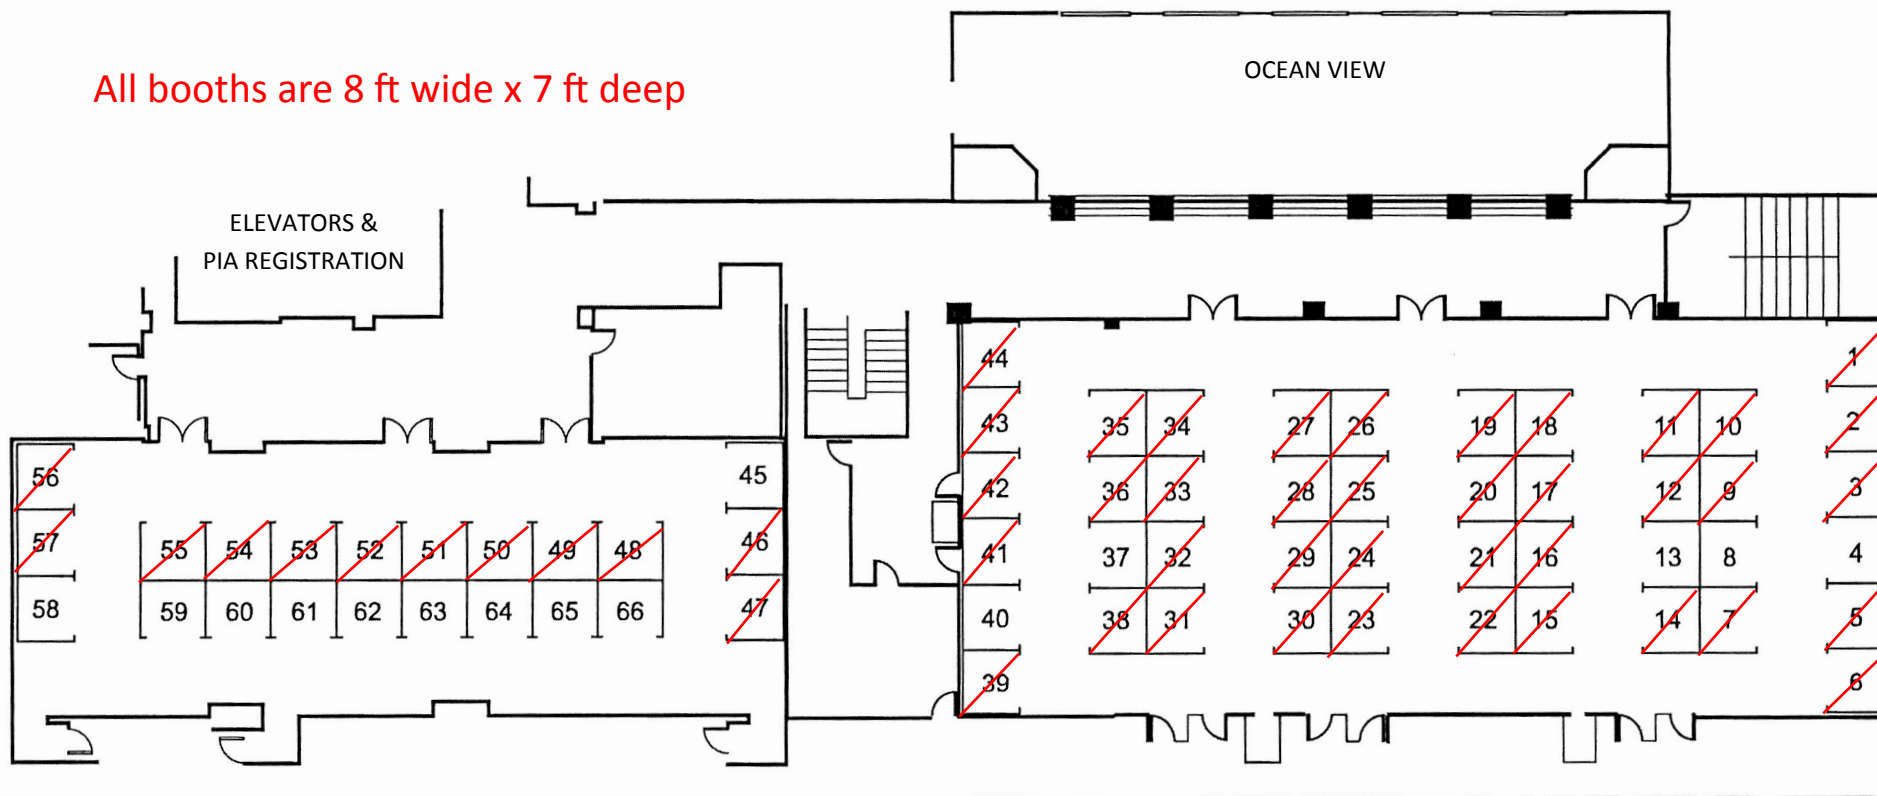 OCEAN VIEW
All booths are 8 ft wide x 7 ft deep
ELEVATORS &
PIA REGISTRATION
44 1
43 35 34 27 26 19 18 11 10 2
56 45 42 36 33 28 25 20 17 12 9 3
57 55 54 53 52 51 50 49 48 46 41 37 32 29 24 21 16 13 8 4
58 59 60 61 62 63 64 65 66 47 40 38 31 30 23 22 15 14 7 5
39 6